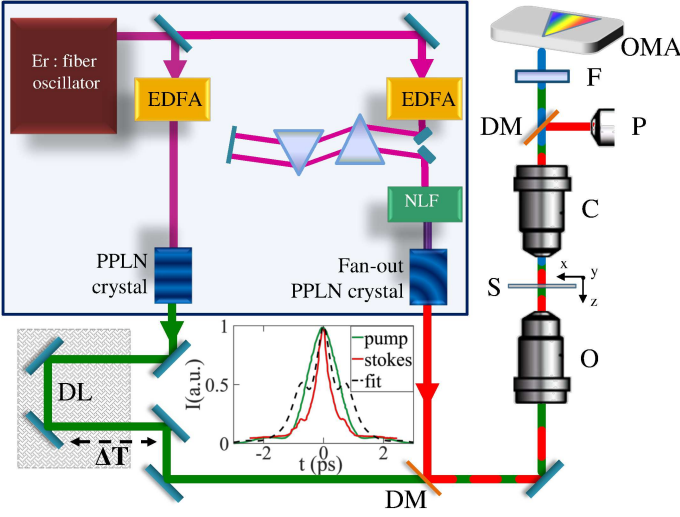 Er : fiber
oscillator
EDFA
EDFA
NLF
PPLN
crystal
Fan-out
PPLN crystal
OMA
F
DM
P
C
S
x
y
z
O
DL
ΔT
I(a.u.)
1
0.5
0
-2
0
2
t (ps)
pump
stokes
fit
DM